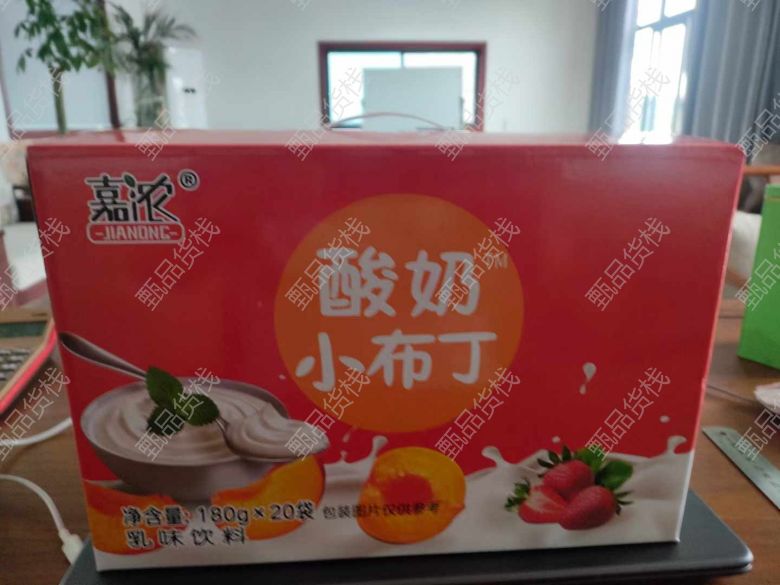 嘉浓®
JIANONG
酸奶™
小布丁
净含量: 180g×20袋 包装图片仅供参考
乳味饮料
甄品货栈